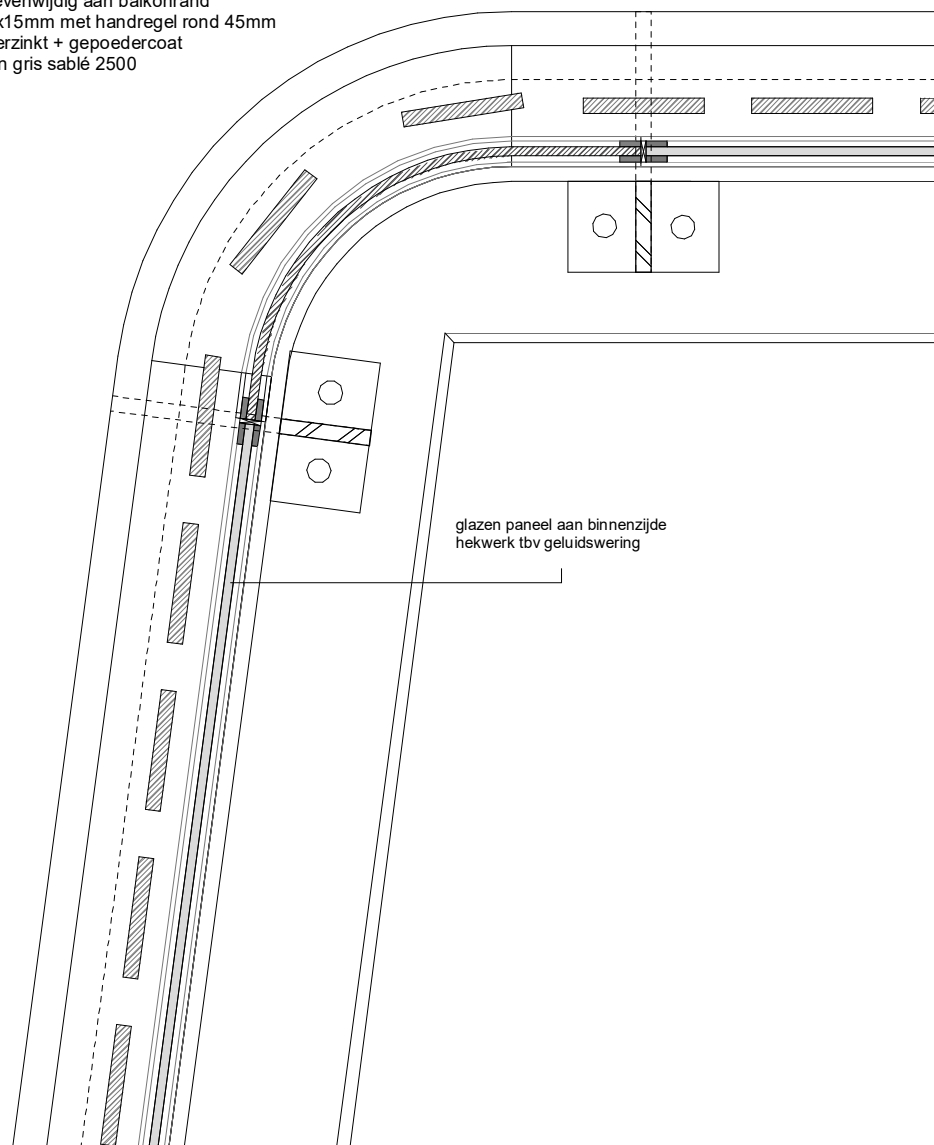 evenwijdig aan balkonrand
x15mm met handregel rond 45mm
erzinkt + gepoedercoat
n gris sablé 2500
glazen paneel aan binnenzijde
hekwerk tbv geluidswering